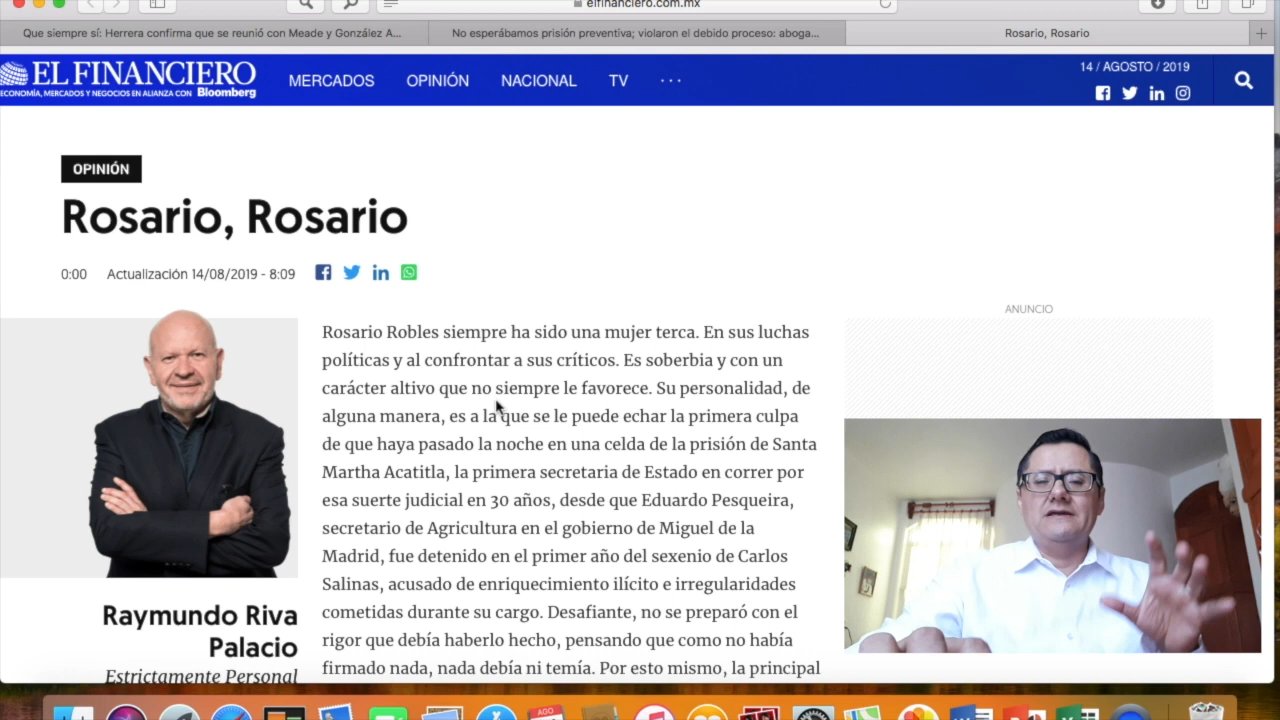 elfinanciero.com.mx
Que siempre sí: Herrera confirma que se reunió con Meade y González A...
No esperábamos prisión preventiva; violaron el debido proceso: aboga...
Rosario, Rosario
EL FINANCIERO
ECONOMÍA, MERCADOS Y NEGOCIOS EN ALIANZA CON Bloomberg
MERCADOS
OPINIÓN
NACIONAL
TV
14 / AGOSTO / 2019
OPINIÓN
Rosario, Rosario
0:00 Actualización 14/08/2019 - 8:09
ANUNCIO
Rosario Robles siempre ha sido una mujer terca. En sus luchas
políticas y al confrontar a sus críticos. Es soberbia y con un
carácter altivo que no siempre le favorece. Su personalidad, de
alguna manera, es a la que se le puede echar la primera culpa
de que haya pasado la noche en una celda de la prisión de Santa
Martha Acatitla, la primera secretaria de Estado en correr por
esa suerte judicial en 30 años, desde que Eduardo Pesqueira,
secretario de Agricultura en el gobierno de Miguel de la
Madrid, fue detenido en el primer año del sexenio de Carlos
Salinas, acusado de enriquecimiento ilícito e irregularidades
cometidas durante su cargo. Desafiante, no se preparó con el
rigor que debía haberlo hecho, pensando que como no había
firmado nada, nada debía ni temía. Por esto mismo, la principal
Raymundo Riva
Palacio
Estrictamente Personal
AGO